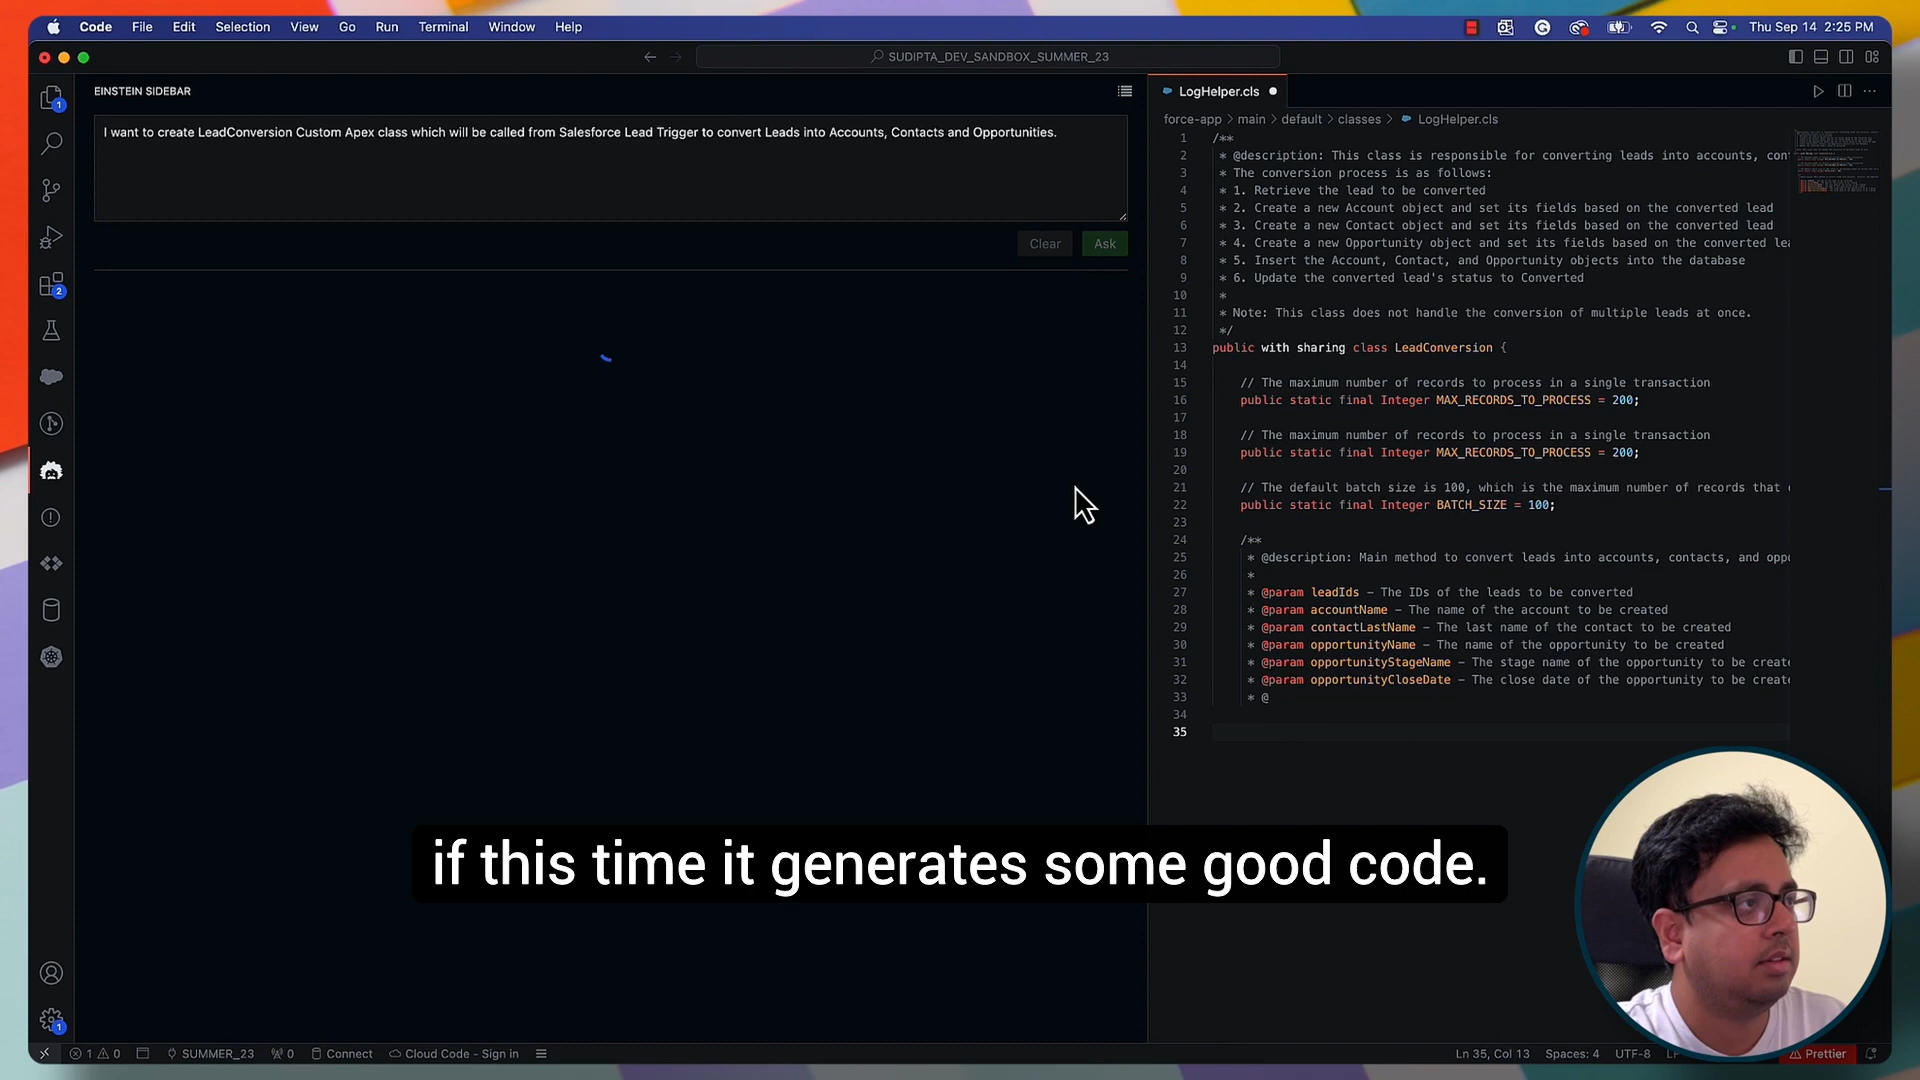 Code File Edit Selection View Go Run Terminal Window Help
Thu Sep 14 2:25 PM
SUDIPTA_DEV_SANDBOX_SUMMER_23
EINSTEIN SIDEBAR
I want to create LeadConversion Custom Apex class which will be called from Salesforce Lead Trigger to convert Leads into Accounts, Contacts and Opportunities.
Clear Ask
1
2
1
LogHelper.cls
force-app > main > default > classes > LogHelper.cls
1 /**
2 * @description: This class is responsible for converting leads into accounts, con
3 * The conversion process is as follows:
4 * 1. Retrieve the lead to be converted
5 * 2. Create a new Account object and set its fields based on the converted lead
6 * 3. Create a new Contact object and set its fields based on the converted lead
7 * 4. Create a new Opportunity object and set its fields based on the converted lea
8 * 5. Insert the Account, Contact, and Opportunity objects into the database
9 * 6. Update the converted lead's status to Converted
10 *
11 * Note: This class does not handle the conversion of multiple leads at once.
12 */
13 public with sharing class LeadConversion {
14
15 // The maximum number of records to process in a single transaction
16 public static final Integer MAX_RECORDS_TO_PROCESS = 200;
17
18 // The maximum number of records to process in a single transaction
19 public static final Integer MAX_RECORDS_TO_PROCESS = 200;
20
21 // The default batch size is 100, which is the maximum number of records that
22 public static final Integer BATCH_SIZE = 100;
23
24 /**
25 * @description: Main method to convert leads into accounts, contacts, and oppo
26 *
27 * @param leadIds – The IDs of the leads to be converted
28 * @param accountName – The name of the account to be created
29 * @param contactLastName – The last name of the contact to be created
30 * @param opportunityName – The name of the opportunity to be created
31 * @param opportunityStageName – The stage name of the opportunity to be create
32 * @param opportunityCloseDate – The close date of the opportunity to be create
33 * @
34
35
if this time it generates some good code.
1 0 SUMMER_23 0 Connect Cloud Code - Sign in
Ln 35, Col 13 Spaces: 4 UTF-8 Prettier